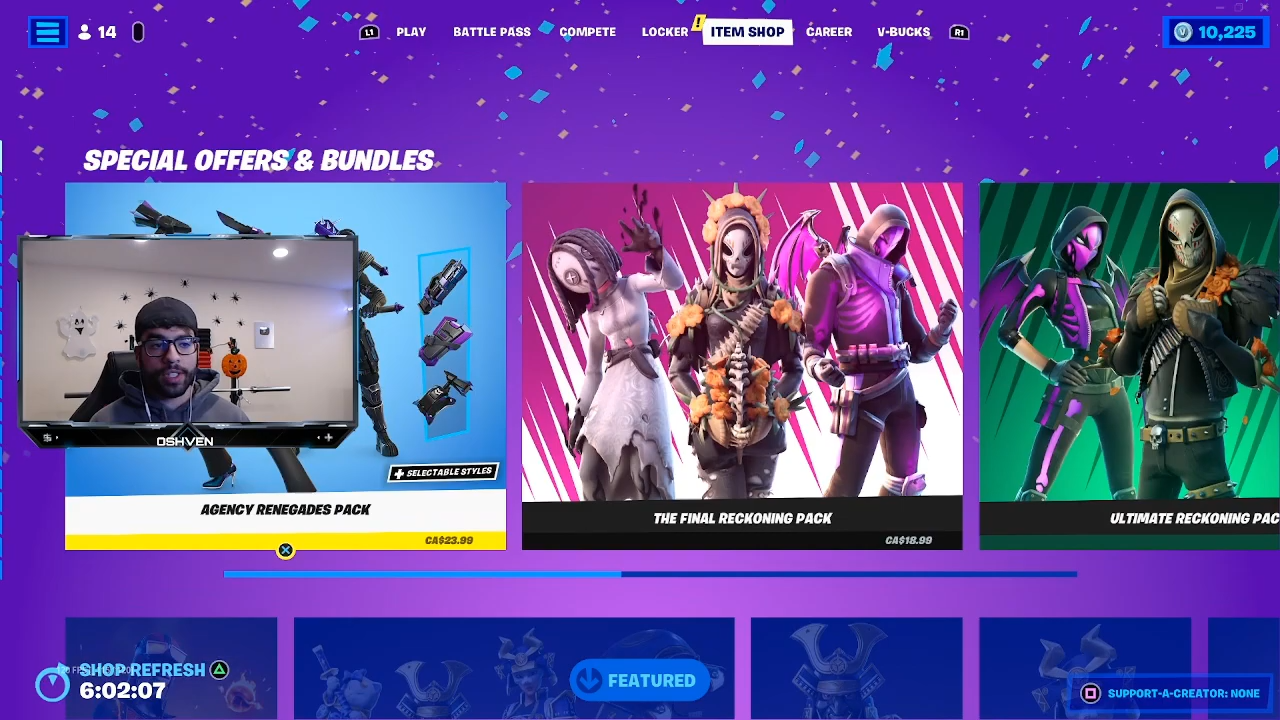 14
L1
PLAY
BATTLE PASS
COMPETE
LOCKER
!
ITEM SHOP
CAREER
V-BUCKS
R1
10,225
SPECIAL OFFERS & BUNDLES
OSHVEN
+ SELECTABLE STYLES
AGENCY RENEGADES PACK
CA$23.99
THE FINAL RECKONING PACK
CA$18.99
ULTIMATE RECKONING PAC
SHOP REFRESH
6:02:07
FEATURED
SUPPORT-A-CREATOR: NONE